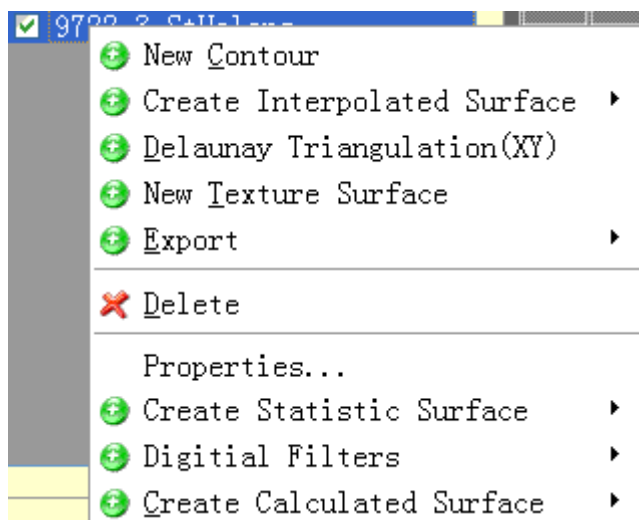 New Contour
Create Interpolated Surface
Delaunay Triangulation(XY)
New Texture Surface
Export
Delete
Properties...
Create Statistic Surface
Digitial Filters
Create Calculated Surface